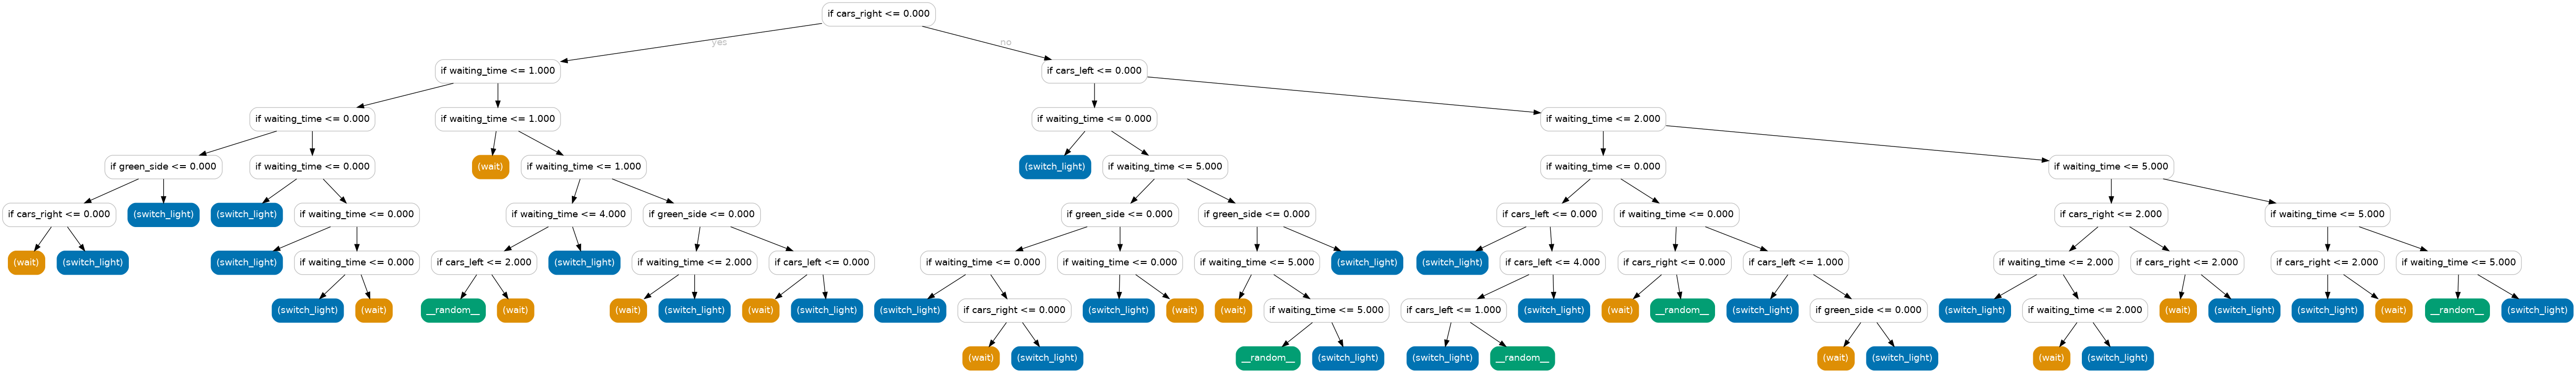 if cars_right <= 0.000
yes
no
if waiting_time <= 1.000
if cars_left <= 0.000
if waiting_time <= 0.000
if waiting_time <= 1.000
if waiting_time <= 0.000
if waiting_time <= 2.000
if green_side <= 0.000
if waiting_time <= 0.000
(wait)
if waiting_time <= 1.000
(switch_light)
if waiting_time <= 5.000
if waiting_time <= 0.000
if waiting_time <= 5.000
if cars_right <= 0.000
(switch_light)
(switch_light)
if waiting_time <= 0.000
if waiting_time <= 4.000
if green_side <= 0.000
if green_side <= 0.000
if green_side <= 0.000
if cars_left <= 0.000
if waiting_time <= 0.000
if cars_right <= 2.000
if waiting_time <= 5.000
(wait)
(switch_light)
(switch_light)
if waiting_time <= 0.000
if cars_left <= 2.000
(switch_light)
if waiting_time <= 2.000
if cars_left <= 0.000
if waiting_time <= 0.000
if waiting_time <= 0.000
if waiting_time <= 5.000
(switch_light)
(switch_light)
if cars_left <= 4.000
if cars_right <= 0.000
if cars_left <= 1.000
if waiting_time <= 2.000
if cars_right <= 2.000
if cars_right <= 2.000
if waiting_time <= 5.000
(switch_light)
(wait)
__random__
(wait)
(wait)
(switch_light)
(wait)
(switch_light)
(switch_light)
if cars_right <= 0.000
(switch_light)
(wait)
(wait)
if waiting_time <= 5.000
if cars_left <= 1.000
(switch_light)
(wait)
__random__
(switch_light)
if green_side <= 0.000
(switch_light)
if waiting_time <= 2.000
(wait)
(switch_light)
(switch_light)
(wait)
__random__
(switch_light)
(wait)
(switch_light)
__random__
(switch_light)
(switch_light)
__random__
(wait)
(switch_light)
(wait)
(switch_light)